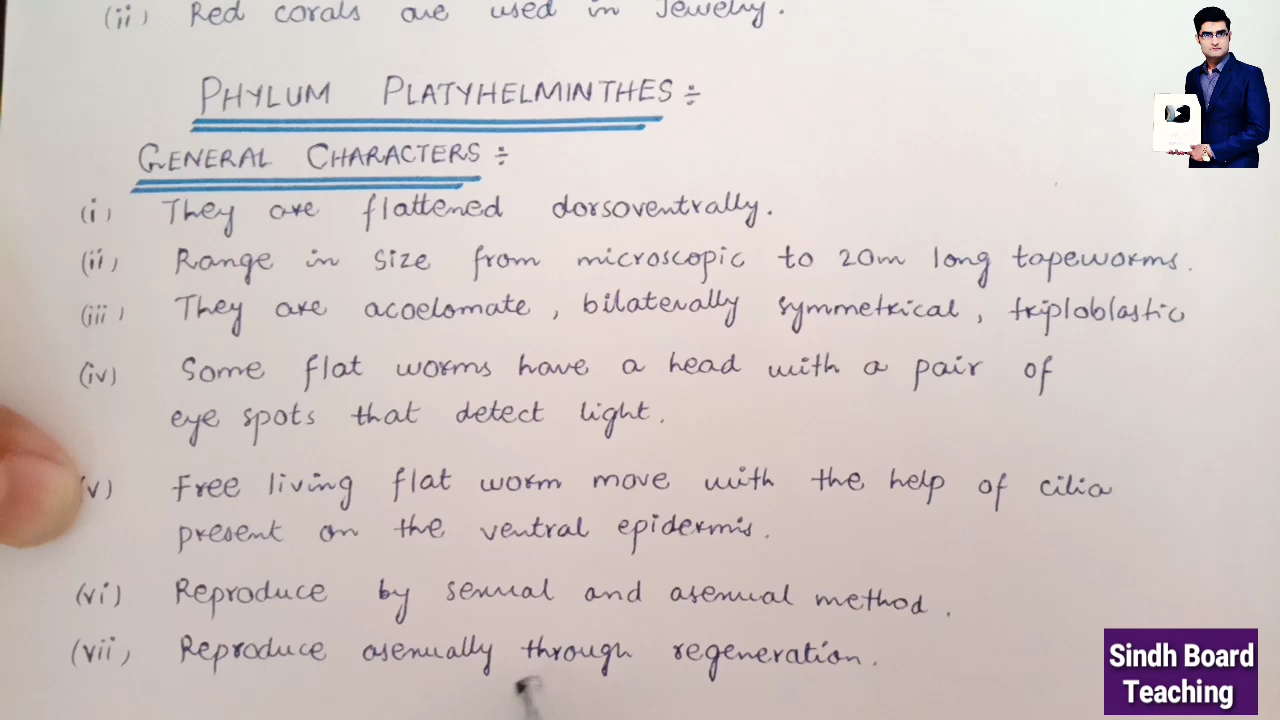 (ii) Red corals are used in Jewelry.
PHYLUM PLATYHELMINTHES ÷
GENERAL CHARACTERS ÷
(i) They are flattened dorsoventrally.
(ii) Range in size from microscopic to 20m long tapeworms.
(iii) They are acoelomate, bilaterally symmetrical, triploblastic
(iv) Some flat worms have a head with a pair of
eye spots that detect light.
(v) Free living flat worm move with the help of cilia
present on the ventral epidermis.
(vi) Reproduce by sexual and asexual method.
(vii) Reproduce asexually through regeneration.
Sindh Board
Teaching